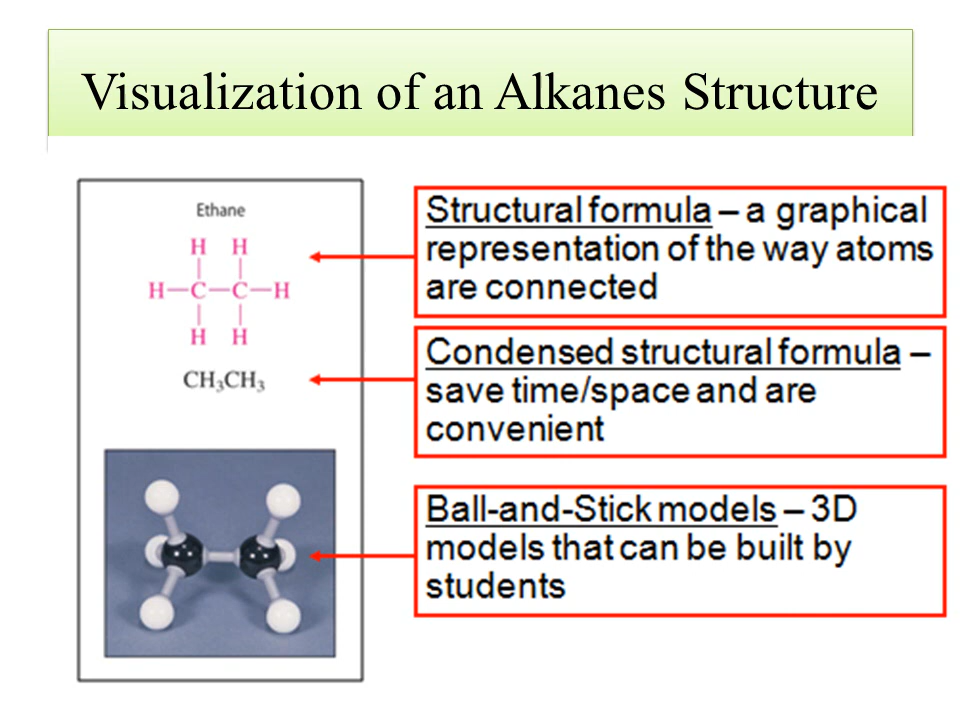 Visualization of an Alkanes Structure
Ethane
H H
H—C—C—H
H H
CH₃CH₃
Structural formula – a graphical
representation of the way atoms
are connected
Condensed structural formula –
save time/space and are
convenient
Ball-and-Stick models – 3D
models that can be built by
students